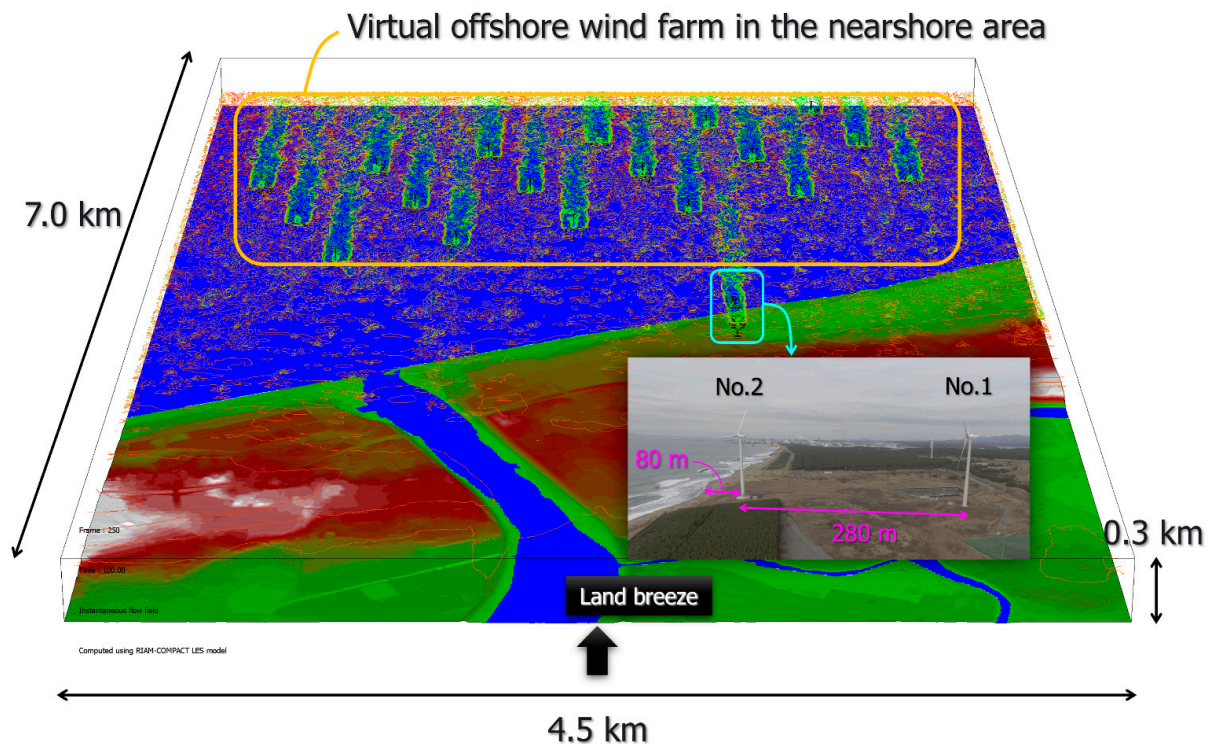 Virtual offshore wind farm in the nearshore area
7.0 km
No.2
No.1
80 m
280 m
0.3 km
Frame : 250
Time : 100.00
Instantaneous flow field
Land breeze
Computed using RIAM-COMPACT LES model
4.5 km